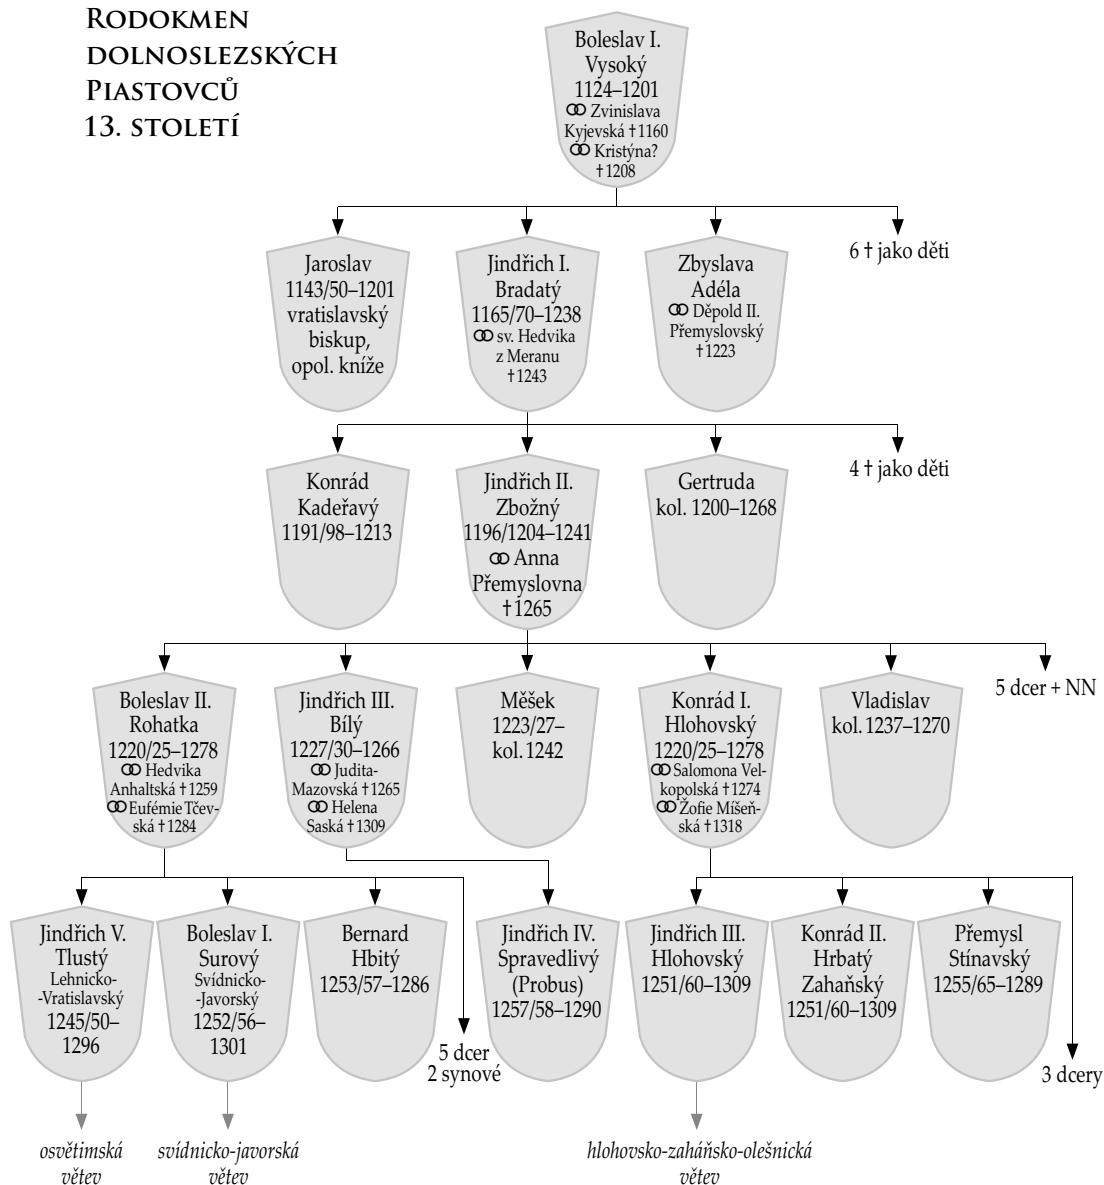 RODOKMEN
DOLNOSLEZSKÝCH
PIASTOVCŮ
13. STOLETÍ
Boleslav I.
Vysoký
1124–1201
Zvinislava
Kyjevská †1160
Kristýna?
†1208
Jaroslav
1143/50–1201
vratislavský
biskup,
opol. kníže
Jindřich I.
Bradatý
1165/70–1238
sv. Hedvika
z Meranu
†1243
Zbyslava
Adéla
Děpold II.
Přemyslovský
†1223
6 † jako děti
Konrád
Kadeřavý
1191/98–1213
Jindřich II.
Zbožný
1196/1204–1241
Anna
Přemyslovna
†1265
Gertruda
kol. 1200–1268
4 † jako děti
Boleslav II.
Rohatka
1220/25–1278
Hedvika
Anhaltská †1259
Eufémie Tčev-
ská †1284
Jindřich III.
Bílý
1227/30–1266
Judita-
Mazovská †1265
Helena
Saská †1309
Měšek
1223/27–
kol. 1242
Konrád I.
Hlohovský
1220/25–1278
Salomona Vel-
kopolská †1274
Žofie Míšeň-
ská †1318
Vladislav
kol. 1237–1270
5 dcer + NN
Jindřich V.
Tlustý
Lehnicko-
-Vratislavský
1245/50–
1296
Boleslav I.
Surový
Svídnicko-
-Javorský
1252/56–
1301
Bernard
Hbitý
1253/57–1286
5 dcer
2 synové
Jindřich IV.
Spravedlivý
(Probus)
1257/58–1290
Jindřich III.
Hlohovský
1251/60–1309
Konrád II.
Hrbatý
Zahaňský
1251/60–1309
Přemysl
Stínavský
1255/65–1289
3 dcery
osvětimská
větev
svídnicko-javorská
větev
hlohovsko-zaháňsko-olešnická
větev